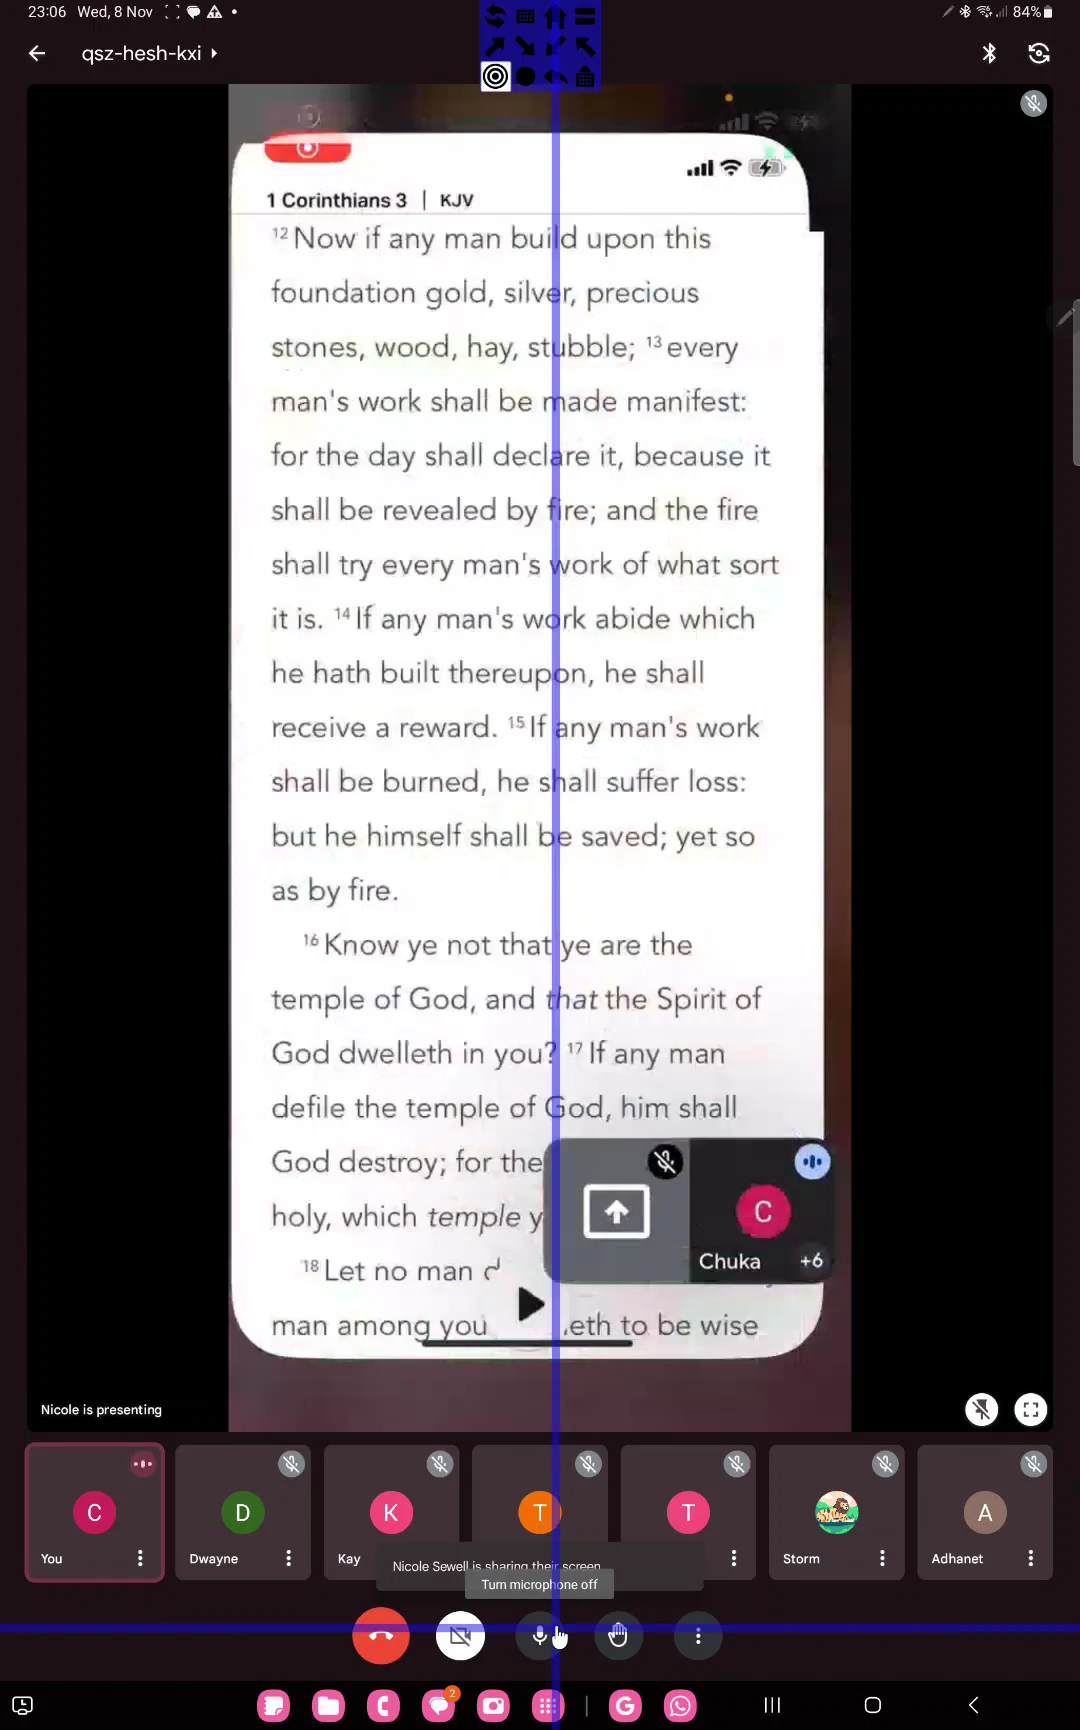 23:06 Wed, 8 Nov
84%
qsz-hesh-kxi
1 Corinthians 3 | KJV
12 Now if any man build upon this
foundation gold, silver, precious
stones, wood, hay, stubble; 13 every
man's work shall be made manifest:
for the day shall declare it, because it
shall be revealed by fire; and the fire
shall try every man's work of what sort
it is. 14 If any man's work abide which
he hath built thereupon, he shall
receive a reward. 15 If any man's work
shall be burned, he shall suffer loss:
but he himself shall be saved; yet so
as by fire.
16 Know ye not that ye are the
temple of God, and that the Spirit of
God dwelleth in you? 17 If any man
defile the temple of God, him shall
God destroy; for the
holy, which temple y
18 Let no man
man among you eth to be wise
C
Chuka +6
Nicole is presenting
C
D
K
T
T
A
You
Dwayne
Kay
Storm
Adhanet
Nicole Sewell is sharing their screen
Turn microphone off
2
G